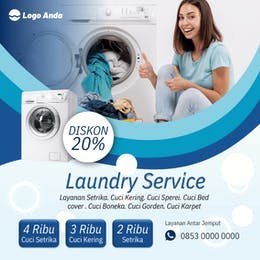 Logo Anda
DISKON
20%
Laundry Service
Layanan Setrika, Cuci Kering, Cuci Sperei, Cuci Bed
cover, Cuci Boneka, Cuci Gorden, Cuci Karpet
4 Ribu
Cuci Setrika
3 Ribu
Cuci Kering
2 Ribu
Setrika
Layanan Antar Jemput
0853 0000 0000